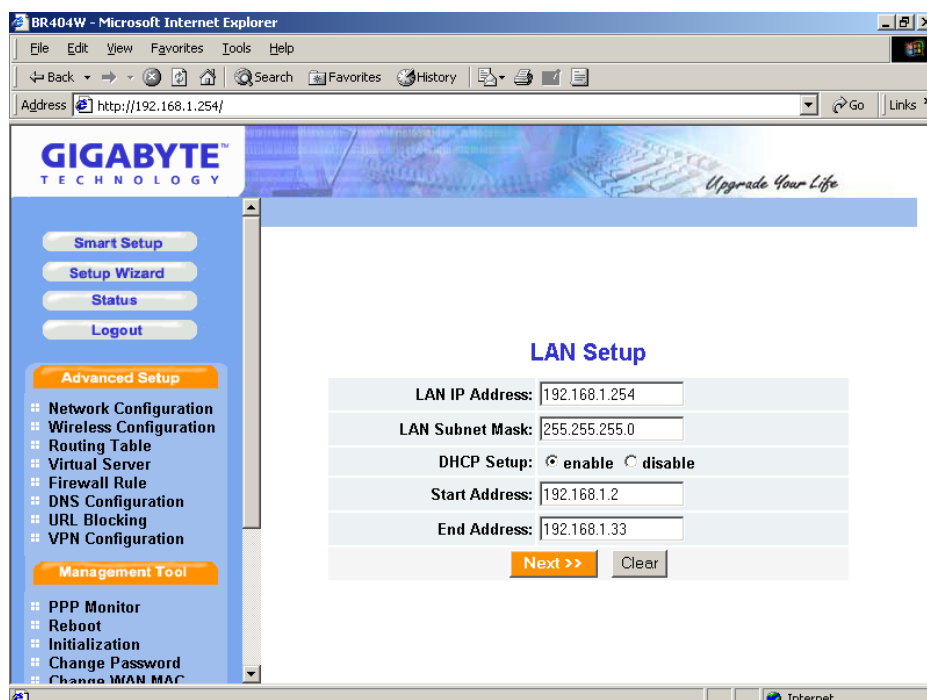 BR404W - Microsoft Internet Explorer
File Edit View Favorites Tools Help
Back Search Favorites History
Address http://192.168.1.254/ Go Links
GIGABYTE™
TECHNOLOGY
Upgrade Your Life
Smart Setup
Setup Wizard
Status
Logout
Advanced Setup
Network Configuration
Wireless Configuration
Routing Table
Virtual Server
Firewall Rule
DNS Configuration
URL Blocking
VPN Configuration
Management Tool
PPP Monitor
Reboot
Initialization
Change Password
Change WAN MAC
LAN Setup
LAN IP Address: 192.168.1.254
LAN Subnet Mask: 255.255.255.0
DHCP Setup: enable disable
Start Address: 192.168.1.2
End Address: 192.168.1.33
Next >> Clear
Internet